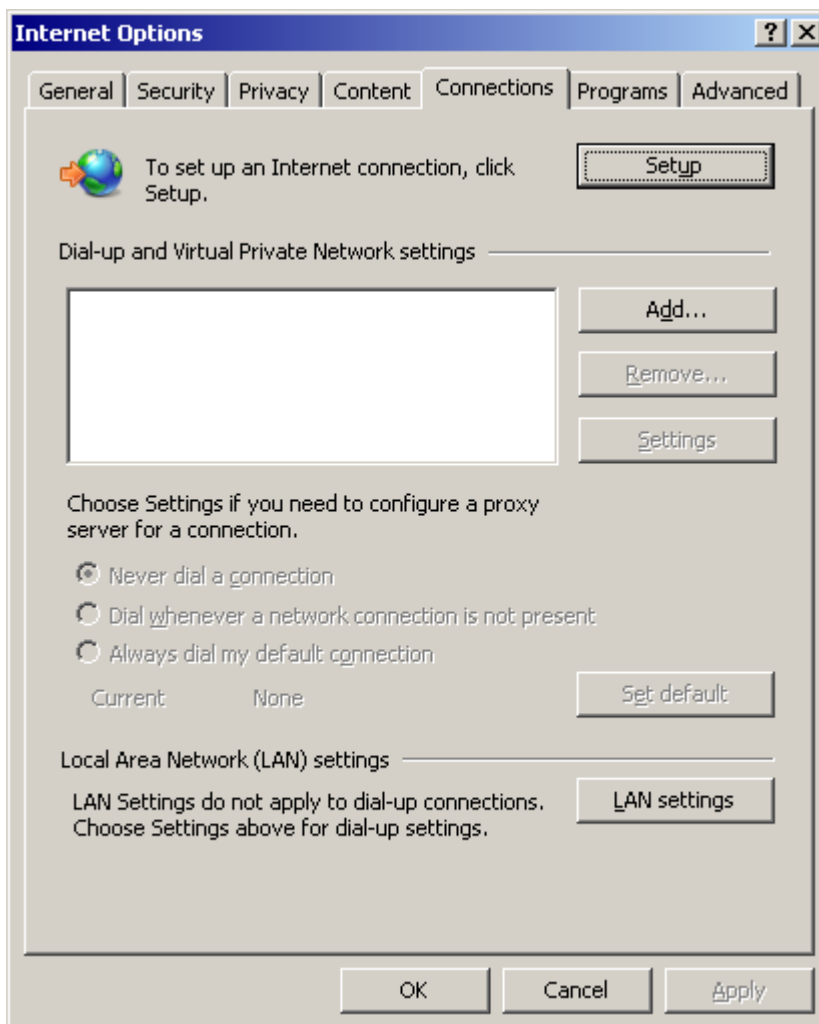 Internet Options
General Security Privacy Content Connections Programs Advanced
To set up an Internet connection, click
Setup.
Setup
Dial-up and Virtual Private Network settings
Add...
Remove...
Settings
Choose Settings if you need to configure a proxy
server for a connection.
Never dial a connection
Dial whenever a network connection is not present
Always dial my default connection
Current None
Set default
Local Area Network (LAN) settings
LAN Settings do not apply to dial-up connections.
Choose Settings above for dial-up settings.
LAN settings
OK Cancel Apply